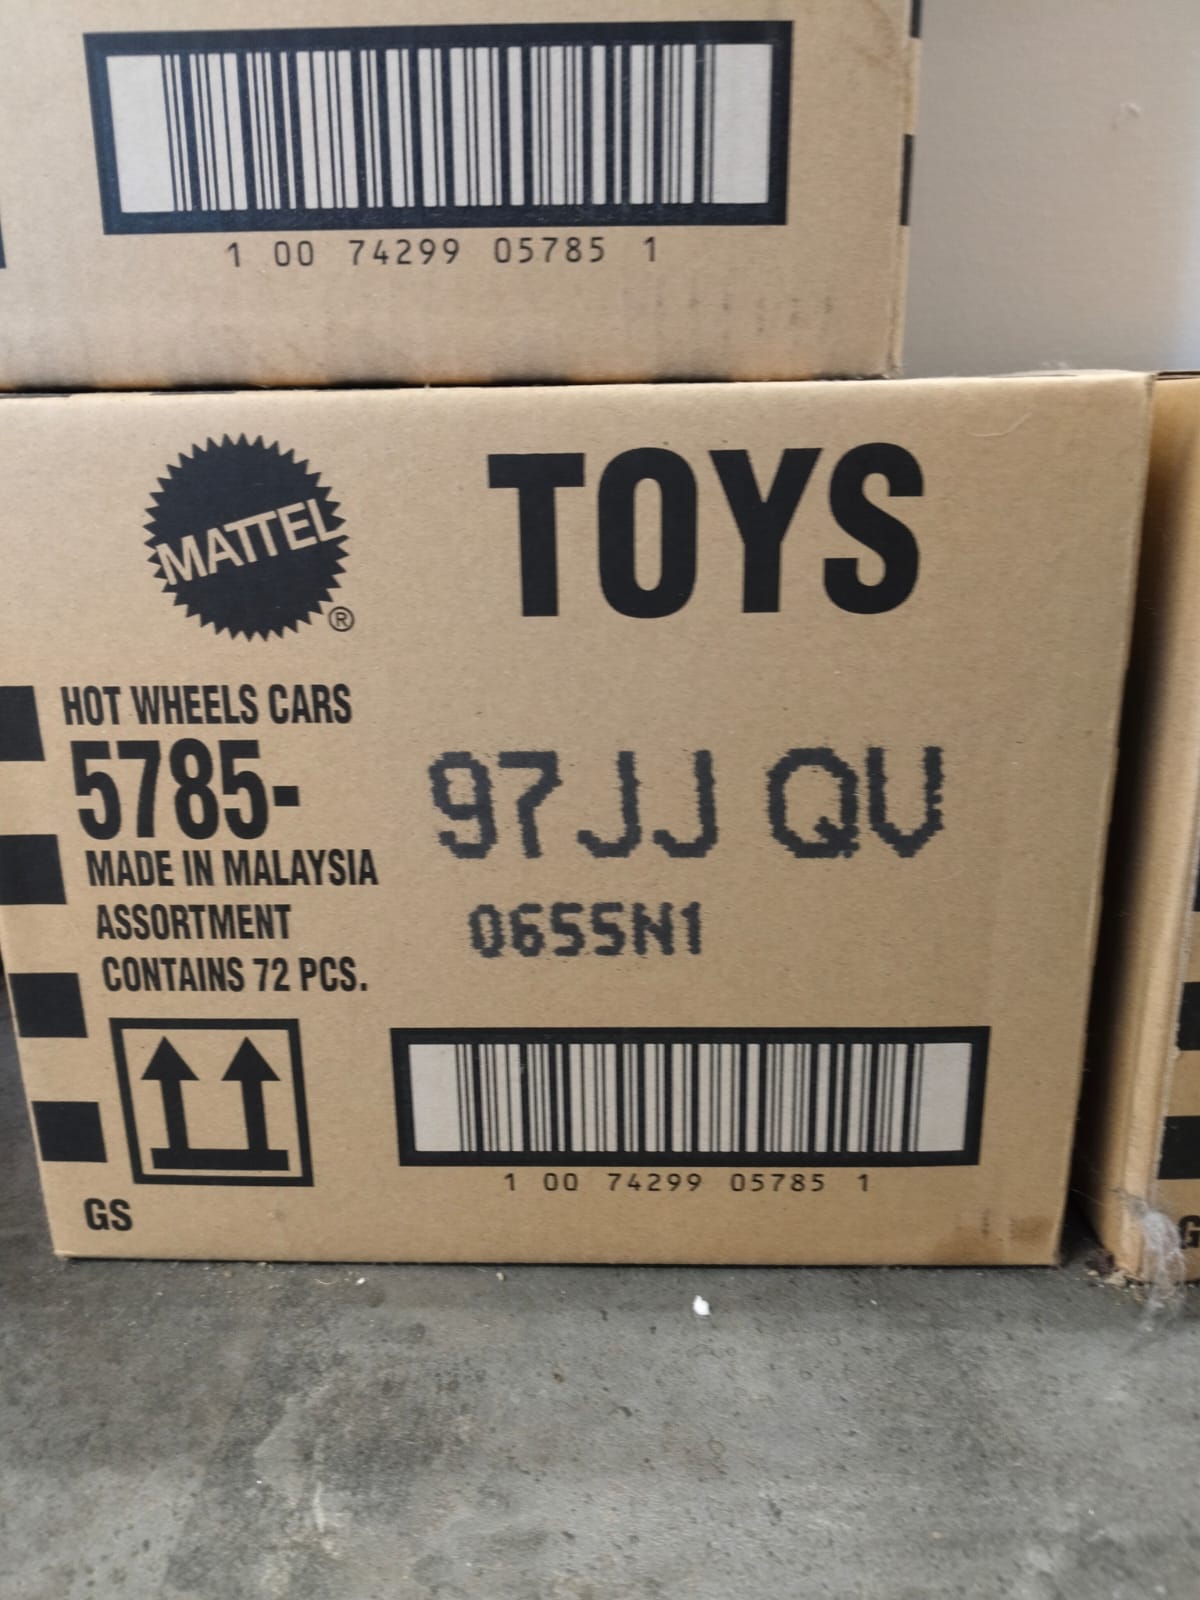 1 00 74299 05785 1
MATTEL
®
TOYS
HOT WHEELS CARS
5785-
97JJ QV
MADE IN MALAYSIA
ASSORTMENT
0655N1
CONTAINS 72 PCS.
1 00 74299 05785 1
GS
G